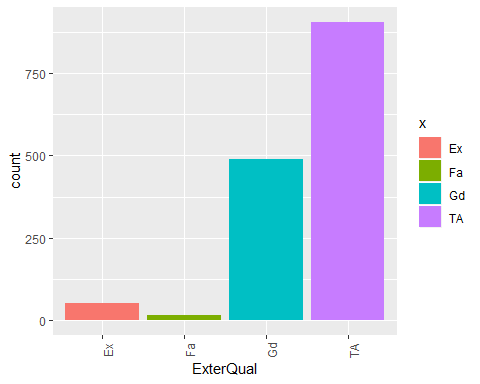 count
750
500
250
0
Ex
Fa
Gd
TA
ExterQual
x
Ex
Fa
Gd
TA